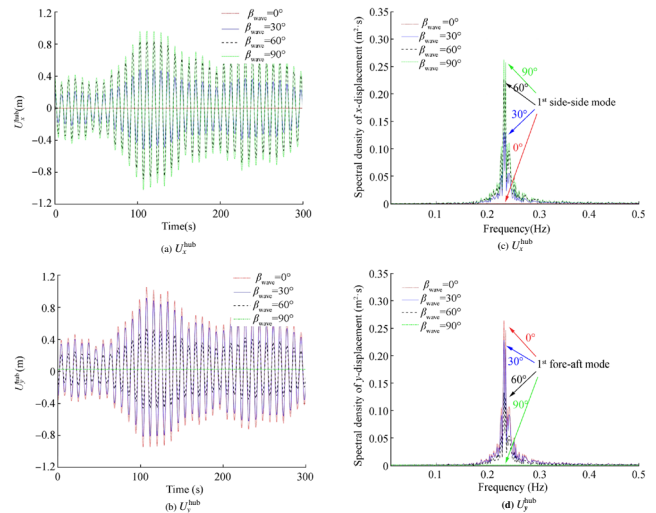 1.2
0.8
0.4
0
−0.4
−0.8
−1.2
U_x^hub(m)
β_wave=0°
β_wave=30°
β_wave=60°
β_wave=90°
0 100 200 300
Time(s)
(a) U_x^hub
0.35
0.30
0.25
0.20
0.15
0.10
0.05
0
Spectral density of x-displacement (m²·s)
β_wave=0°
β_wave=30°
β_wave=60°
β_wave=90°
90°
60°
1st side-side mode
30°
0°
0.1 0.2 0.3 0.4 0.5
Frequency(Hz)
(c) U_x^hub
1.2
0.8
0.4
0
−0.4
−0.8
−1.2
U_y^hub(m)
β_wave=0°
β_wave=30°
β_wave=60°
β_wave=90°
0 100 200 300
Time (s)
(b) U_y^hub
0.35
0.30
0.25
0.20
0.15
0.10
0.05
0
Spectral density of y-displacement (m²·s)
β_wave=0°
β_wave=30°
β_wave=60°
β_wave=90°
0°
30°
1st fore-aft mode
60°
90°
0.1 0.2 0.3 0.4 0.5
Frequency (Hz)
(d) U_y^hub